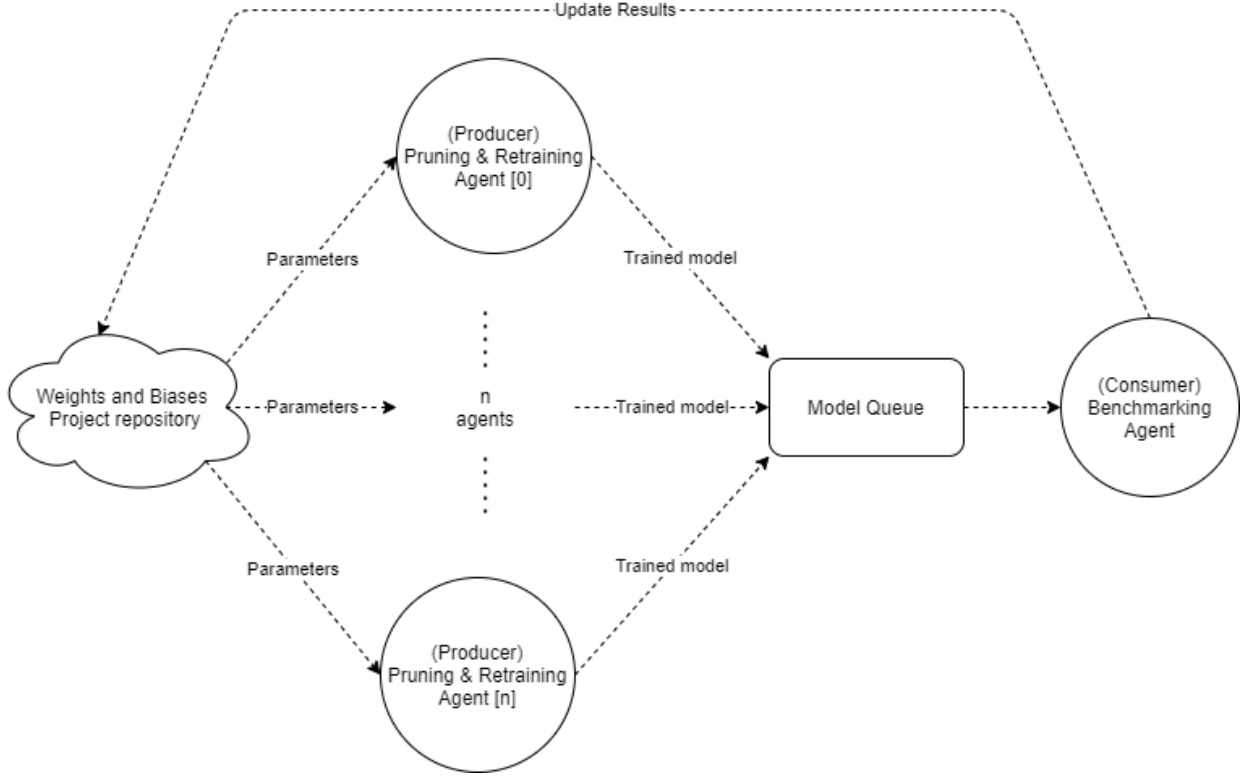 Update Results
(Producer)
Pruning & Retraining
Agent [0]
Parameters
Trained model
Weights and Biases
Project repository
Parameters
n
agents
Trained model
Model Queue
(Consumer)
Benchmarking
Agent
Parameters
Trained model
(Producer)
Pruning & Retraining
Agent [n]